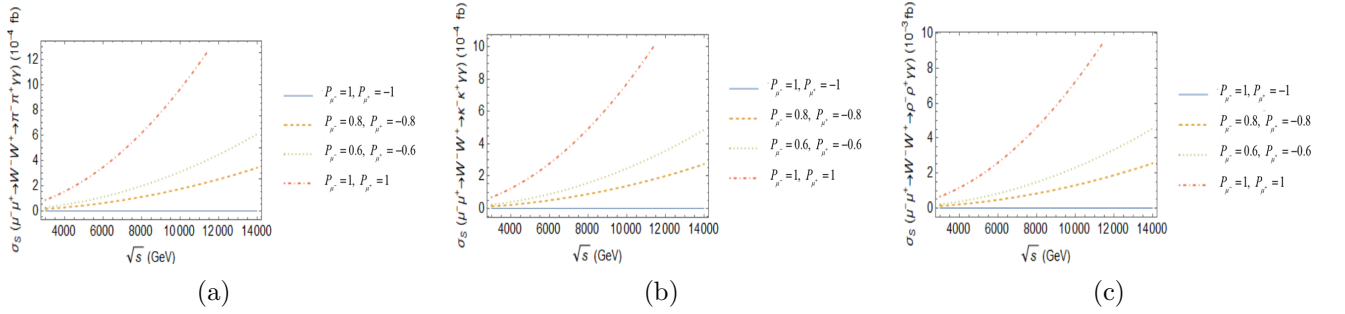 σ_S (μ⁻μ⁺→W⁻W⁺→π⁻π⁺γγ) (10⁻⁴ fb)
12
10
8
6
4
2
0
4000 6000 8000 10000 12000 14000
√s (GeV)
P_μ⁻ = 1, P_μ⁺ = −1
P_μ⁻ = 0.8, P_μ⁺ = −0.8
P_μ⁻ = 0.6, P_μ⁺ = −0.6
P_μ⁻ = 1, P_μ⁺ = 1
(a)
σ_S (μ⁻μ⁺→W⁻W⁺→κ⁻κ⁺γγ) (10⁻⁴ fb)
10
8
6
4
2
0
4000 6000 8000 10000 12000 14000
√s (GeV)
P_μ⁻ = 1, P_μ⁺ = −1
P_μ⁻ = 0.8, P_μ⁺ = −0.8
P_μ⁻ = 0.6, P_μ⁺ = −0.6
P_μ⁻ = 1, P_μ⁺ = 1
(b)
σ_S (μ⁻μ⁺→W⁻W⁺→ρ⁻ρ⁺γγ) (10⁻³ fb)
10
8
6
4
2
0
4000 6000 8000 10000 12000 14000
√s (GeV)
P_μ⁻ = 1, P_μ⁺ = −1
P_μ⁻ = 0.8, P_μ⁺ = −0.8
P_μ⁻ = 0.6, P_μ⁺ = −0.6
P_μ⁻ = 1, P_μ⁺ = 1
(c)